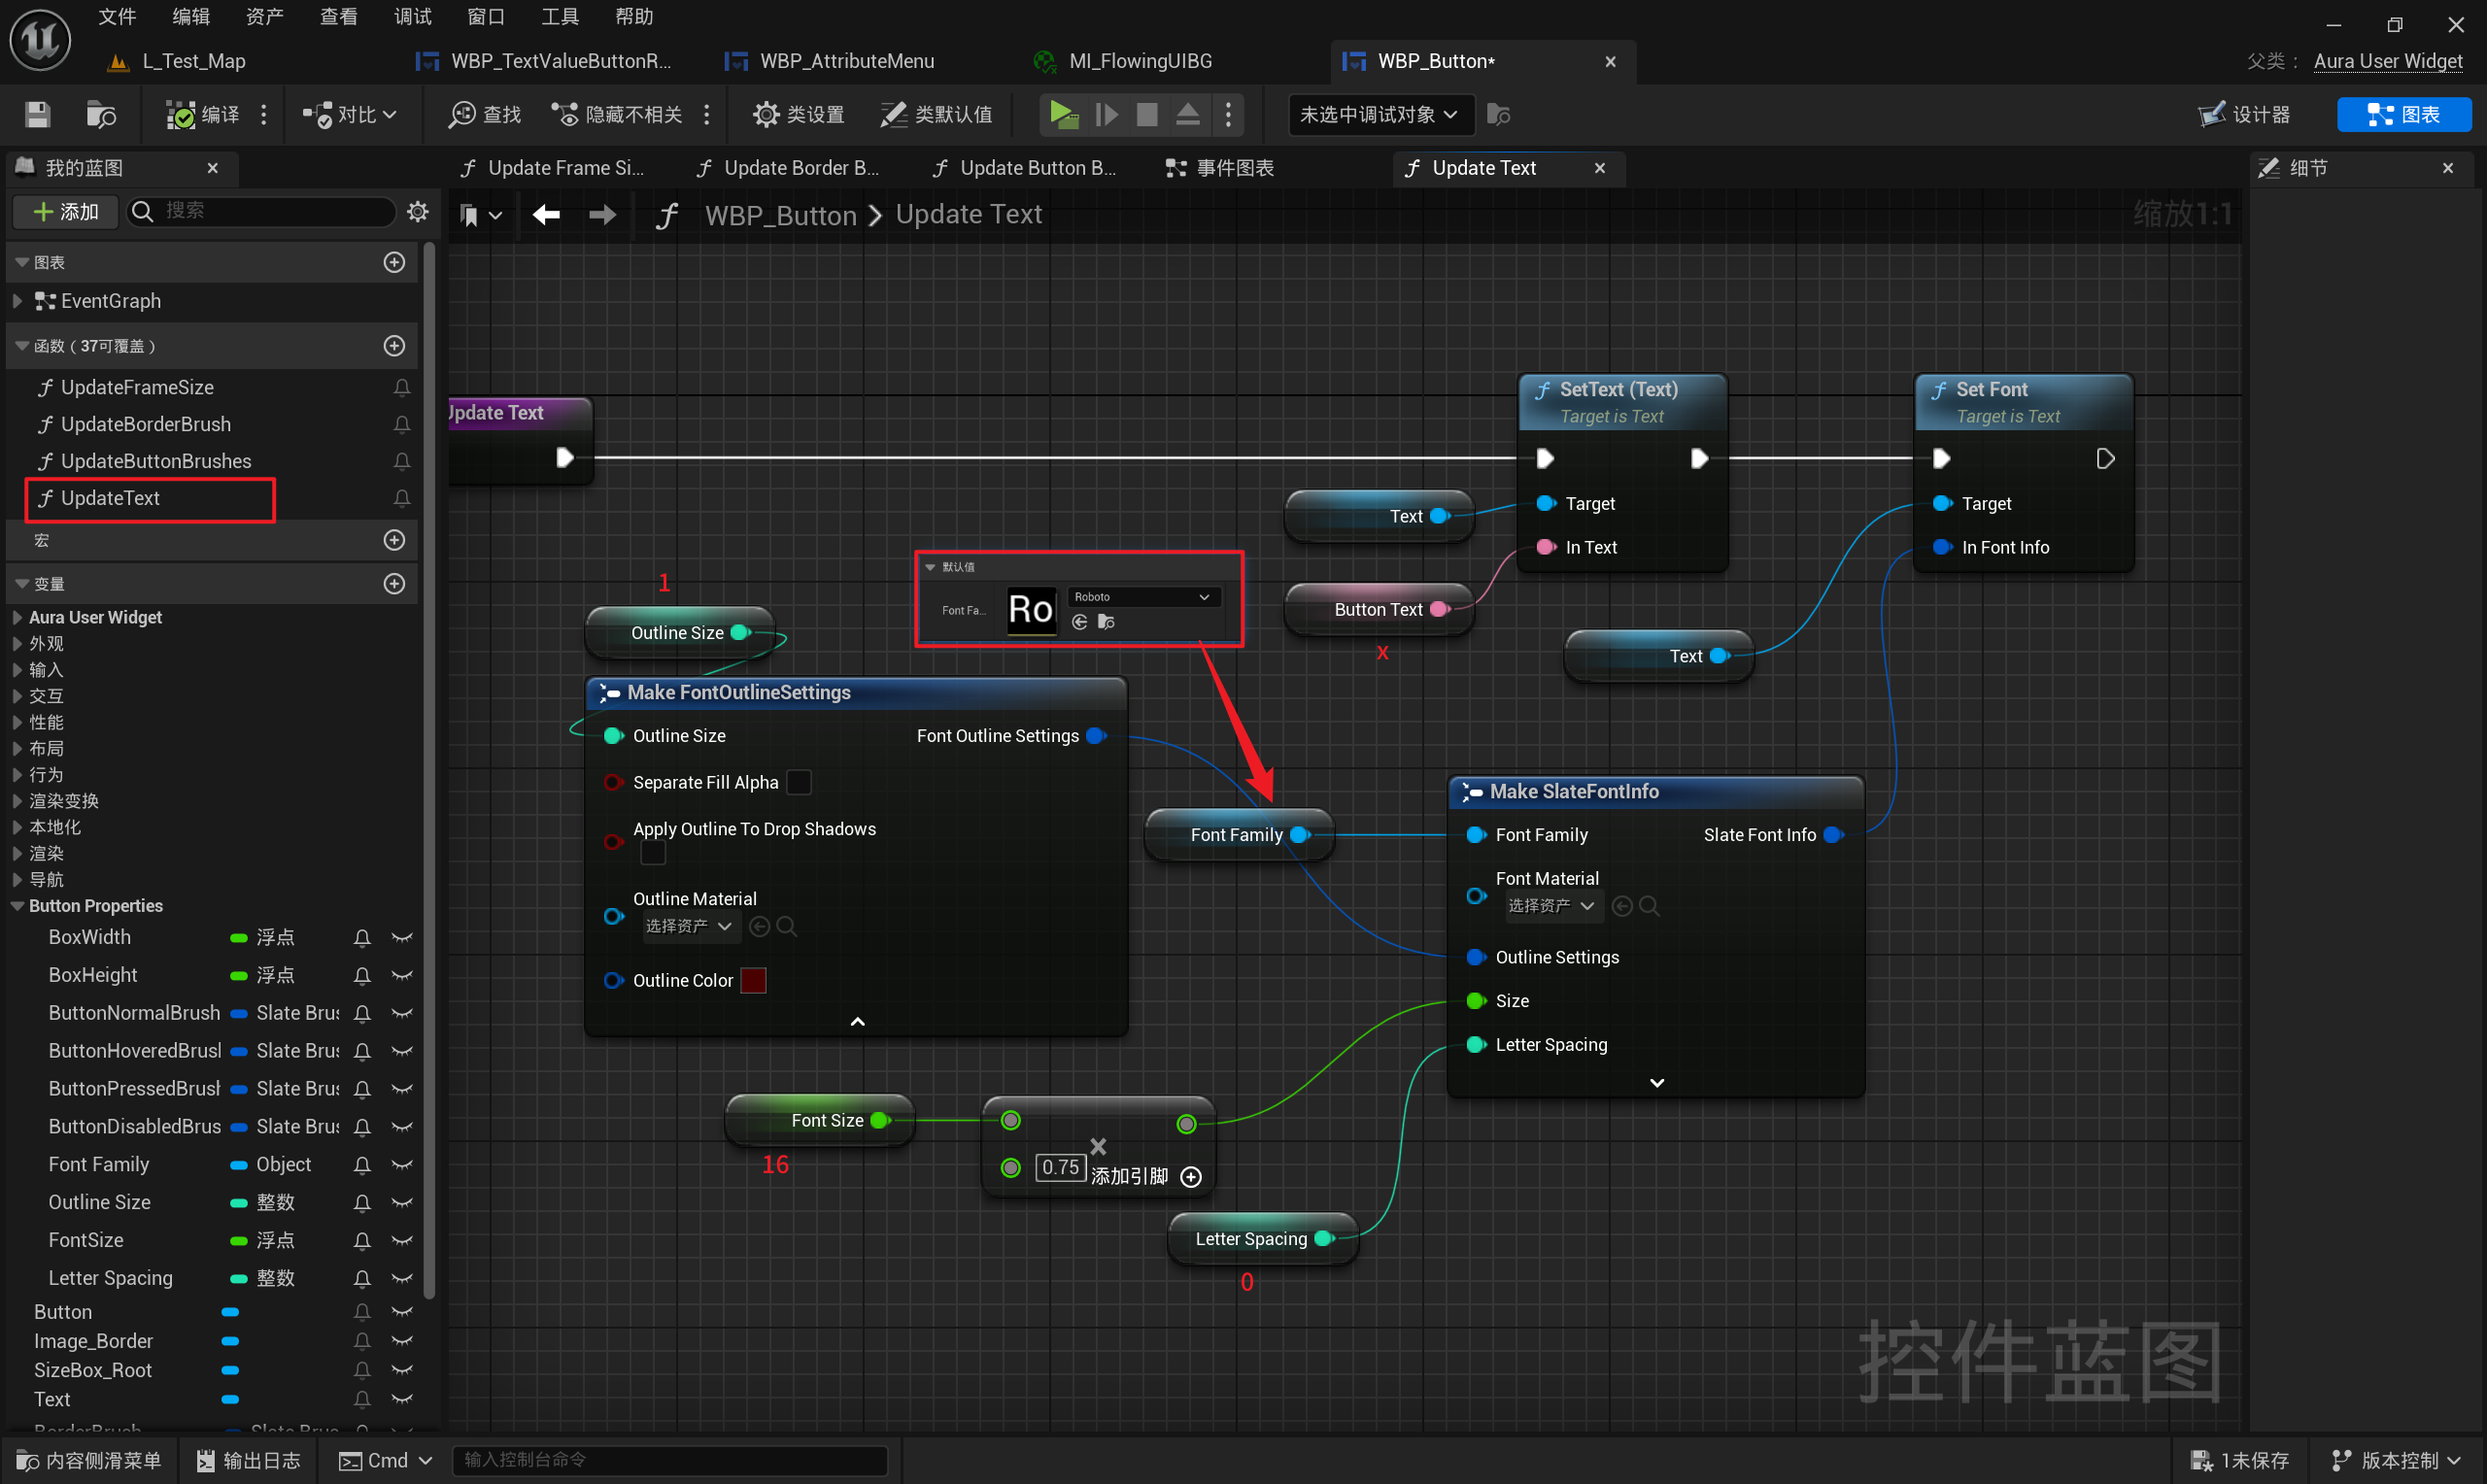 文件 编辑 资产 查看 调试 窗口 工具 帮助
L_Test_Map WBP_TextValueButtonR... WBP_AttributeMenu MI_FlowingUIBG WBP_Button*
父类： Aura User Widget
编译 对比 查找 隐藏不相关 类设置 类默认值 未选中调试对象 设计器 图表
我的蓝图
Update Frame Si... Update Border B... Update Button B... 事件图表 Update Text
细节
添加 搜索
WBP_Button > Update Text
缩放1:1
图表
EventGraph
函数（37可覆盖）
UpdateFrameSize
UpdateBorderBrush
UpdateButtonBrushes
UpdateText
宏
变量
Aura User Widget
外观
输入
交互
性能
布局
行为
渲染变换
本地化
渲染
导航
Button Properties
BoxWidth 浮点
BoxHeight 浮点
ButtonNormalBrush Slate Brus
ButtonHoveredBrusl Slate Brus
ButtonPressedBrush Slate Brus
ButtonDisabledBrus Slate Brus
Font Family Object
Outline Size 整数
FontSize 浮点
Letter Spacing 整数
Button
Image_Border
SizeBox_Root
Text
Update Text
SetText (Text)
Target is Text
Target
In Text
Set Font
Target is Text
Target
In Font Info
Text
Button Text
x
Text
默认值
Font Fa...
Ro
Roboto
1
Outline Size
Make FontOutlineSettings
Outline Size Font Outline Settings
Separate Fill Alpha
Apply Outline To Drop Shadows
Outline Material
选择资产
Outline Color
Font Family
Make SlateFontInfo
Font Family Slate Font Info
Font Material
选择资产
Outline Settings
Size
Letter Spacing
Font Size
16
0.75 添加引脚
Letter Spacing
0
控件蓝图
内容侧滑菜单 输出日志 Cmd 输入控制台命令
1未保存 版本控制